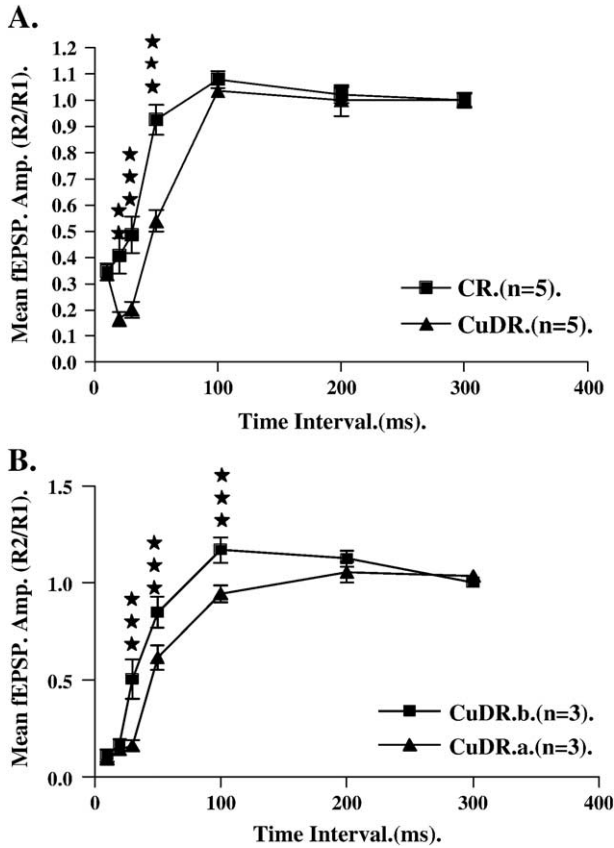 A.
Mean fEPSP. Amp. (R2/R1).
1.2
1.1
1.0
0.9
0.8
0.7
0.6
0.5
0.4
0.3
0.2
0.1
0.0
CR.(n=5).
CuDR.(n=5).
0 100 200 300 400
Time Interval.(ms).
B.
Mean fEPSP. Amp. (R2/R1).
1.5
1.0
0.5
0.0
CuDR.b.(n=3).
CuDR.a.(n=3).
0 100 200 300 400
Time Interval.(ms).